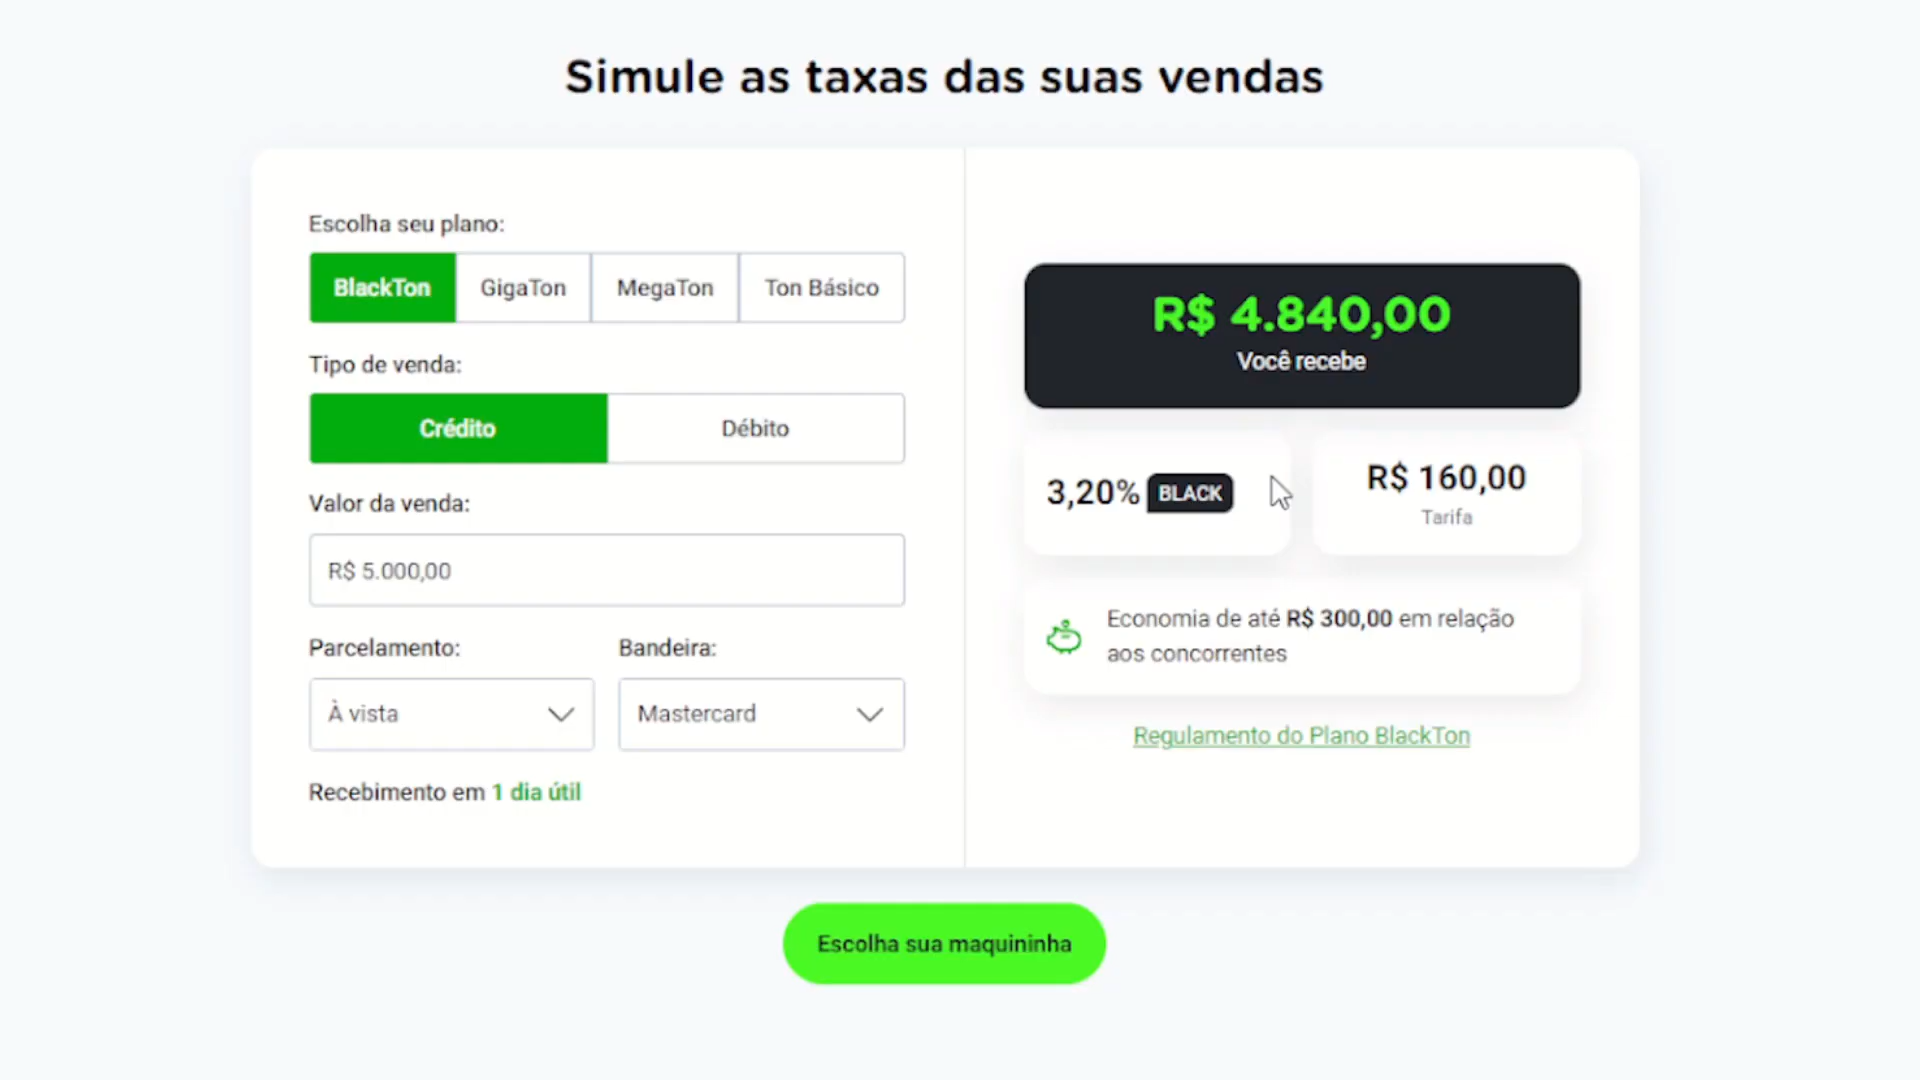 Simule as taxas das suas vendas
Escolha seu plano:
BlackTon GigaTon MegaTon Ton Básico
Tipo de venda:
Crédito Débito
Valor da venda:
R$ 5.000,00
Parcelamento: Bandeira:
À vista Mastercard
Recebimento em 1 dia útil
R$ 4.840,00
Você recebe
3,20% BLACK
R$ 160,00
Tarifa
Economia de até R$ 300,00 em relação
aos concorrentes
Regulamento do Plano BlackTon
Escolha sua maquininha